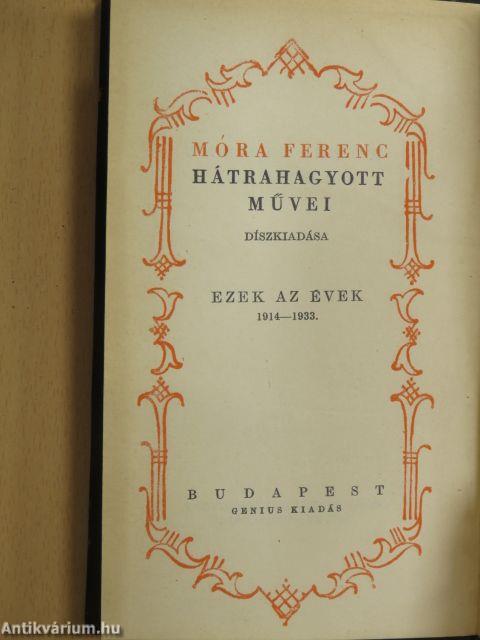 MÓRA FERENC
HÁTRAHAGYOTT
MŰVEI
DÍSZKIADÁSA
EZEK AZ ÉVEK
1914—1933.
BUDAPEST
GENIUS KIADÁS
Antikvárium.hu